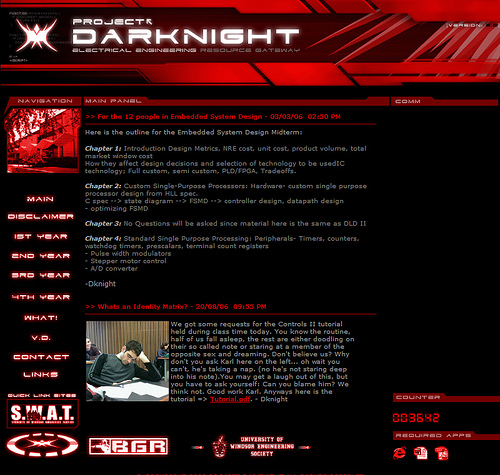 PROJECT
DARKNIGHT
ELECTRICAL ENGINEERING RESOURCE GATEWAY
[VERSION
NAVIGATION
MAIN PANEL
COMM
>> For the 12 people in Embedded System Design - 03/03/06 02:50 PM
Here is the outline for the Embedded System Design Midterm:
Chapter 1: Introduction Design Metrics, NRE cost, unit cost, product volume, total
market window cost
How they affect design decisions and selection of technology to be usedIC
technology; Full custom, semi custom, PLD/FPGA, Tradeoffs.
Chapter 2: Custom Single-Purpose Processors: Hardware- custom single purpose
processor design from HLL spec.
C spec --> state diagram --> FSMD --> controller design, datapath design
- optimizing FSMD
Chapter 3: No Questions will be asked since material here is the same as DLD II
Chapter 4: Standard Single Purpose Processing: Peripherals- Timers, counters,
watchdog timers, prescalars, terminal count registers
- Pulse width modulators
- Stepper motor control
- A/D converter
-Dknight
MAIN
DISCLAIMER
1ST YEAR
2ND YEAR
3RD YEAR
4TH YEAR
WHAT!
V.D.
CONTACT
LINKS
>> Whats an Identity Matrix? - 20/09/06 09:55 PM
We got some requests for the Controls II tutorial
held during class time today. You know the routine,
half of us fall asleep, the rest are either doodling on
their so called note or staring at a member of the
opposite sex and dreaming. Don't believe us? Why
don't you ask Karl here on the left... oh wait you
can't, he's taking a nap. (no he's not staring deep
into his note).You may get a laugh out of this, but
you have to ask yourself: Can you blame him? We
think not. Good work Karl. Anyways here is the
tutorial => Tutorial.pdf. - Dknight
QUICK LINK SITES
S.W.A.T.
BGR
UNIVERSITY OF
WINDSOR ENGINEERING
SOCIETY
COUNTER
003642
REQUIRED APPS